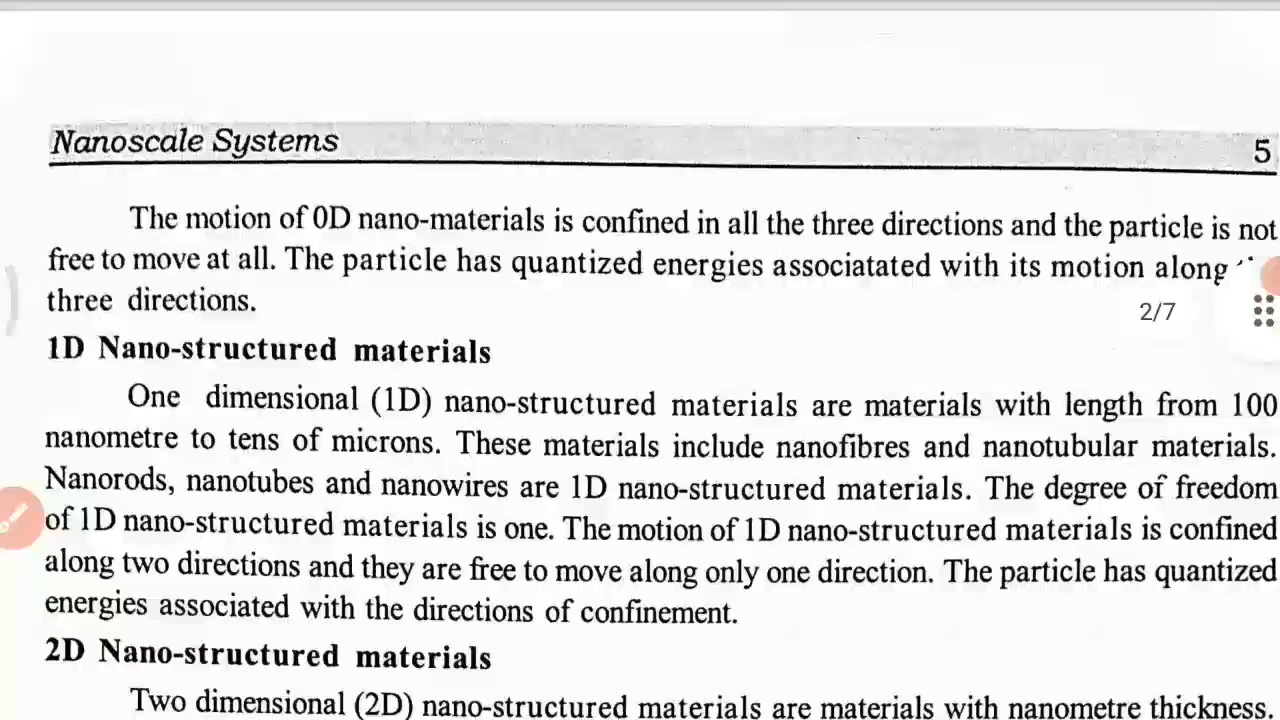 Nanoscale Systems 5
The motion of 0D nano-materials is confined in all the three directions and the particle is not
free to move at all. The particle has quantized energies associatated with its motion along
three directions.
2/7
1D Nano-structured materials
One dimensional (1D) nano-structured materials are materials with length from 100
nanometre to tens of microns. These materials include nanofibres and nanotubular materials.
Nanorods, nanotubes and nanowires are 1D nano-structured materials. The degree of freedom
of 1D nano-structured materials is one. The motion of 1D nano-structured materials is confined
along two directions and they are free to move along only one direction. The particle has quantized
energies associated with the directions of confinement.
2D Nano-structured materials
Two dimensional (2D) nano-structured materials are materials with nanometre thickness.